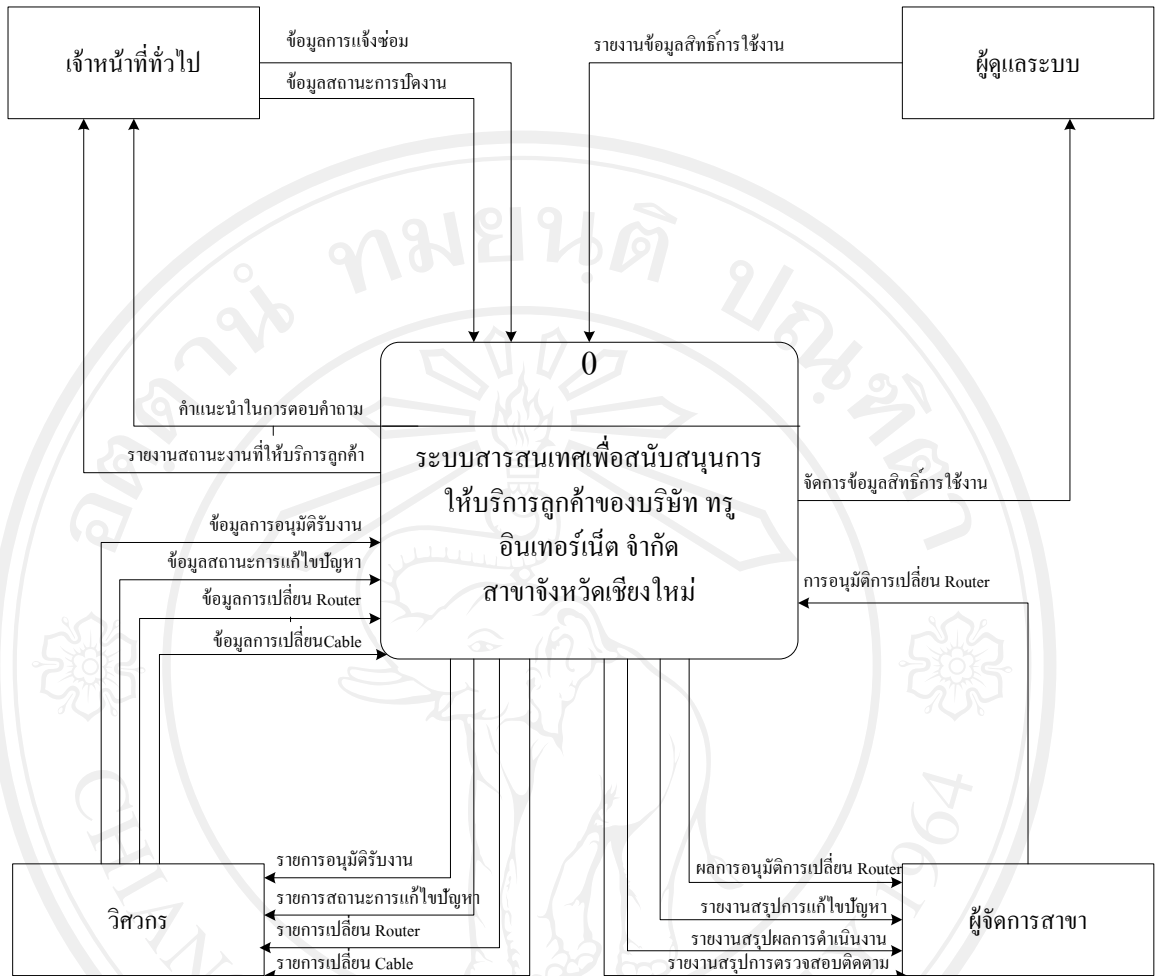 เจ้าหน้าที่ทั่วไป
ข้อมูลการแจ้งซ่อม
ข้อมูลสถานะการปิดงาน
รายงานข้อมูลสิทธิ์การใช้งาน
ผู้ดูแลระบบ
0
คำแนะนำในการตอบคำถาม
รายงานสถานะงานที่ให้บริการลูกค้า
ระบบสารสนเทศเพื่อสนับสนุนการ
ให้บริการลูกค้าของบริษัท ทรู
อินเทอร์เน็ต จำกัด
สาขาจังหวัดเชียงใหม่
จัดการข้อมูลสิทธิ์การใช้งาน
ข้อมูลการอนุมัติรับงาน
ข้อมูลสถานะการแก้ไขปัญหา
ข้อมูลการเปลี่ยน Router
ข้อมูลการเปลี่ยนCable
การอนุมัติการเปลี่ยน Router
วิศวกร
รายการอนุมัติรับงาน
รายการสถานะการแก้ไขปัญหา
รายการเปลี่ยน Router
รายการเปลี่ยน Cable
ผลการอนุมัติการเปลี่ยน Router
รายงานสรุปการแก้ไขปัญหา
รายงานสรุปผลการดำเนินงาน
รายงานสรุปการตรวจสอบติดตาม
ผู้จัดการสาขา
อตฺตานํ ทมยนฺติ ปณฺฑิตา
CHIAN
1964